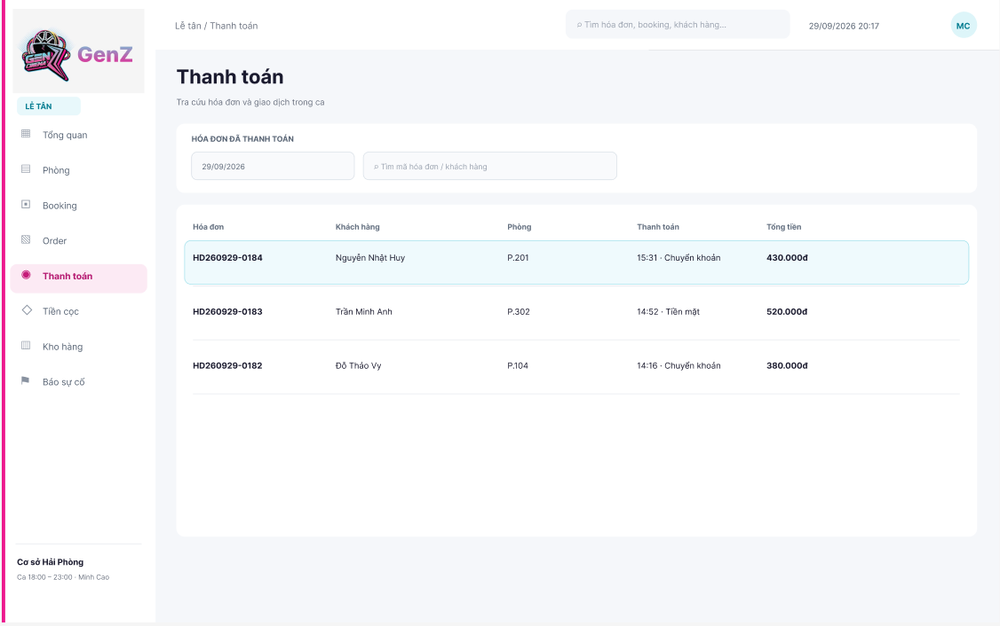 Lễ tân / Thanh toán
⌕ Tìm hóa đơn, booking, khách hàng...
29/09/2026 20:17
MC
GEN
CINEMA
GenZ
LỄ TÂN
Tổng quan
Phòng
Booking
Order
Thanh toán
Tiền cọc
Kho hàng
Báo sự cố
Cơ sở Hải Phòng
Ca 18:00 – 23:00 · Minh Cao
Thanh toán
Tra cứu hóa đơn và giao dịch trong ca
HÓA ĐƠN ĐÃ THANH TOÁN
29/09/2026
⌕ Tìm mã hóa đơn / khách hàng
Hóa đơn Khách hàng Phòng Thanh toán Tổng tiền
HD260929-0184 Nguyễn Nhật Huy P.201 15:31 · Chuyển khoản 430.000đ
HD260929-0183 Trần Minh Anh P.302 14:52 · Tiền mặt 520.000đ
HD260929-0182 Đỗ Thảo Vy P.104 14:16 · Chuyển khoản 380.000đ